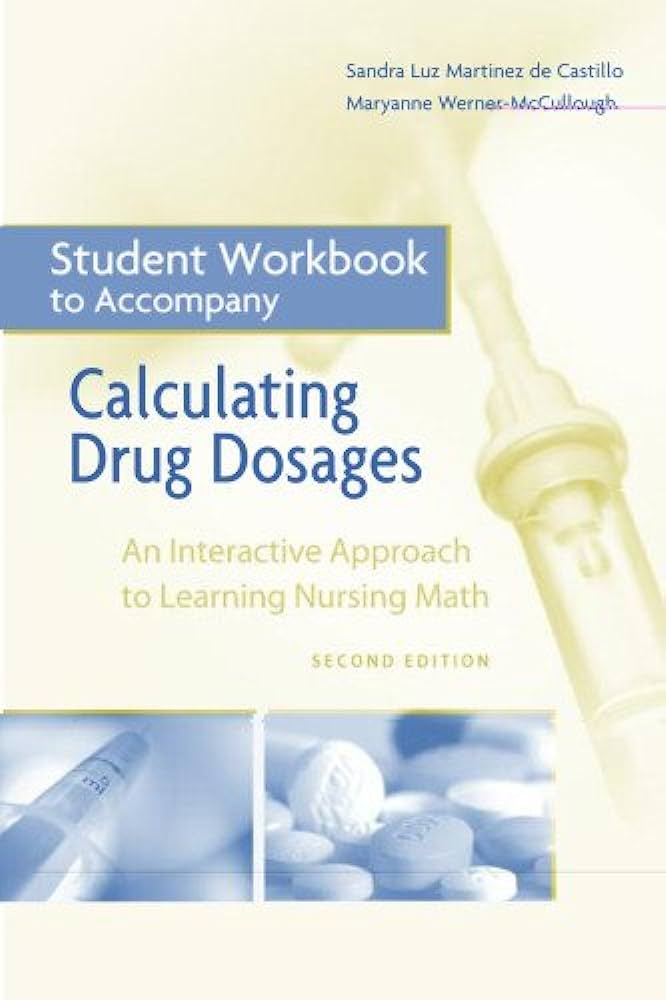 Sandra Luz Martinez de Castillo
Maryanne Werner-McCullough
Student Workbook
to Accompany
Calculating
Drug Dosages
An Interactive Approach
to Learning Nursing Math
SECOND EDITION